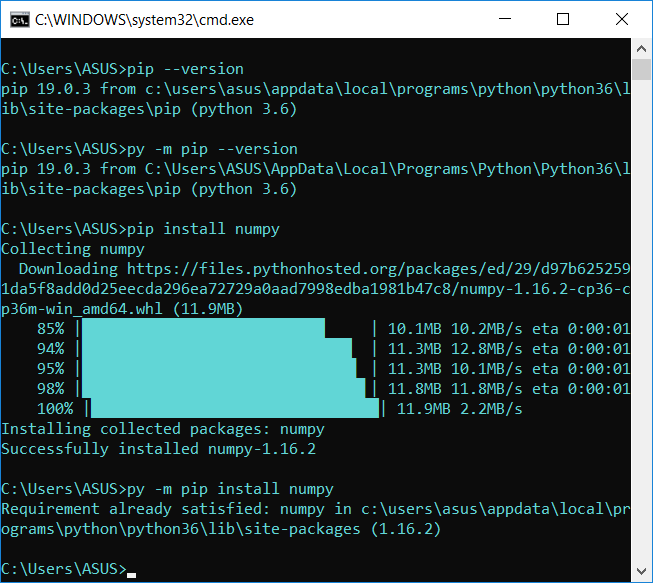 C:\WINDOWS\system32\cmd.exe
C:\Users\ASUS>pip --version
pip 19.0.3 from c:\users\asus\appdata\local\programs\python\python36\l
ib\site-packages\pip (python 3.6)
C:\Users\ASUS>py -m pip --version
pip 19.0.3 from C:\Users\ASUS\AppData\Local\Programs\Python\Python36\l
ib\site-packages\pip (python 3.6)
C:\Users\ASUS>pip install numpy
Collecting numpy
  Downloading https://files.pythonhosted.org/packages/ed/29/d97b625259
1da5f8add0d25eecda296ea72729a0aad7998edba1981b47c8/numpy-1.16.2-cp36-c
p36m-win_amd64.whl (11.9MB)
85% | | 10.1MB 10.2MB/s eta 0:00:01
94% | | 11.3MB 12.8MB/s eta 0:00:01
95% | | 11.3MB 10.1MB/s eta 0:00:01
98% | | 11.8MB 11.8MB/s eta 0:00:01
100% | | 11.9MB 2.2MB/s
Installing collected packages: numpy
Successfully installed numpy-1.16.2
C:\Users\ASUS>py -m pip install numpy
Requirement already satisfied: numpy in c:\users\asus\appdata\local\pr
ograms\python\python36\lib\site-packages (1.16.2)
C:\Users\ASUS>